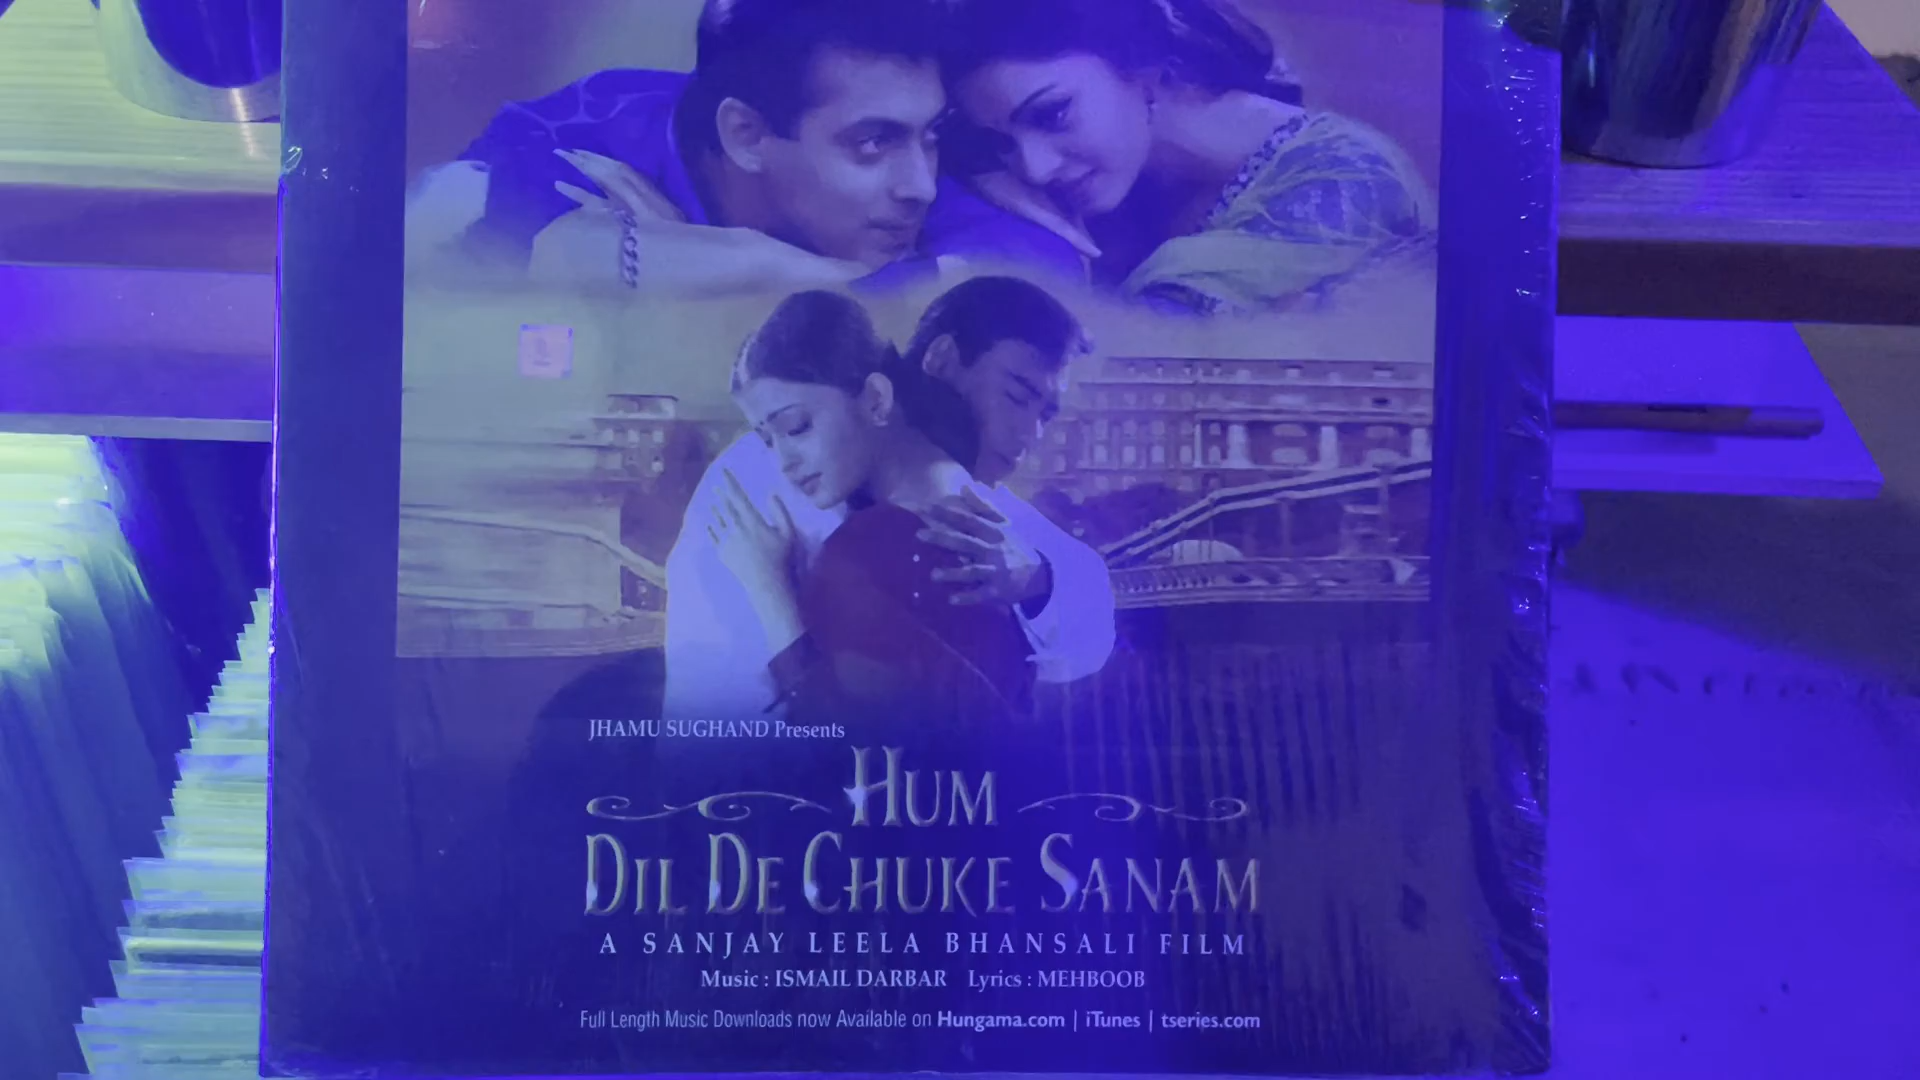 JHAMU SUGHAND Presents
HUM
DIL DE CHUKE SANAM
A SANJAY LEELA BHANSALI FILM
Music : ISMAIL DARBAR Lyrics : MEHBOOB
Full Length Music Downloads now Available on Hungama.com | iTunes | tseries.com